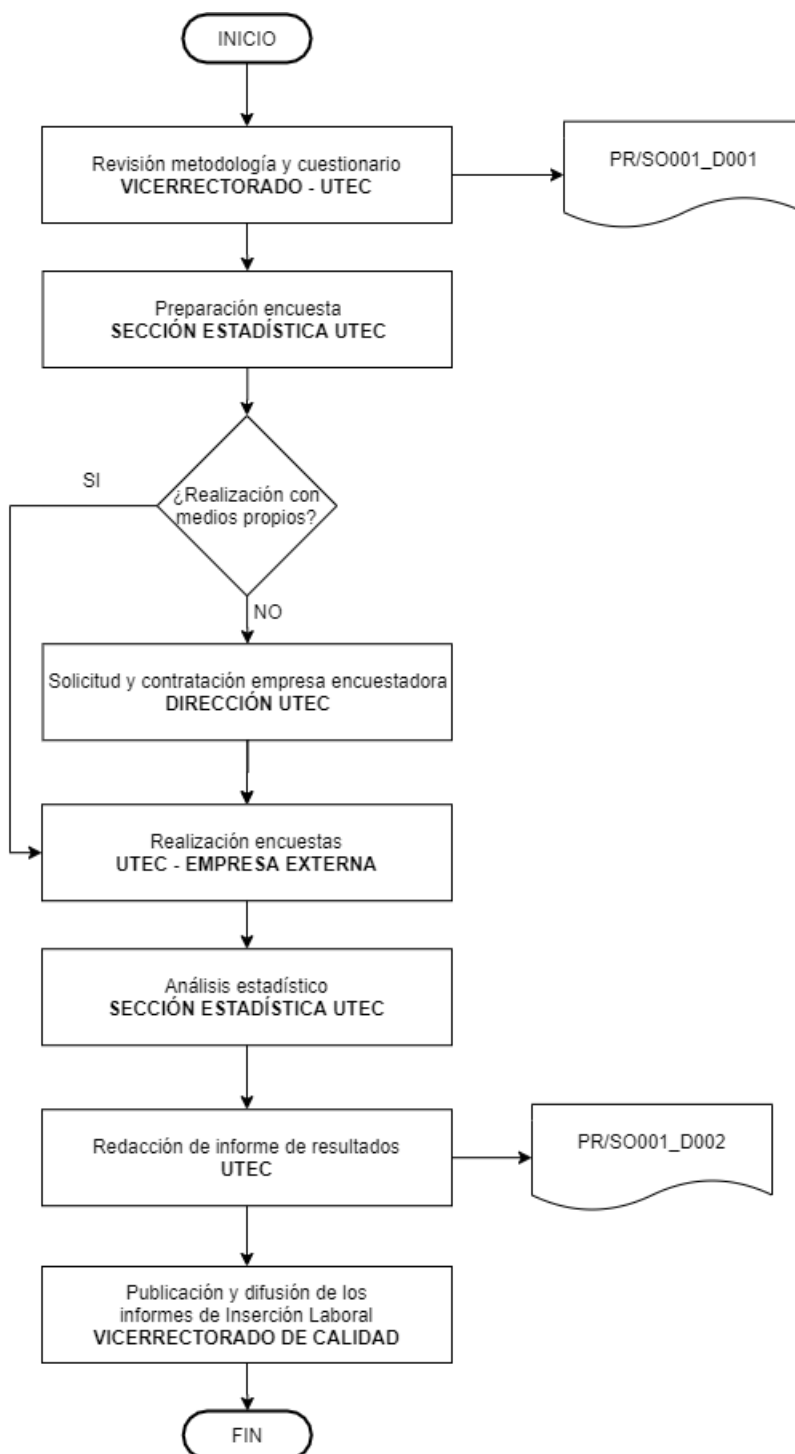 INICIO
Revisión metodología y cuestionario
VICERRECTORADO - UTEC
PR/SO001_D001
Preparación encuesta
SECCIÓN ESTADÍSTICA UTEC
SI
¿Realización con
medios propios?
NO
Solicitud y contratación empresa encuestadora
DIRECCIÓN UTEC
Realización encuestas
UTEC - EMPRESA EXTERNA
Análisis estadístico
SECCIÓN ESTADÍSTICA UTEC
Redacción de informe de resultados
UTEC
PR/SO001_D002
Publicación y difusión de los
informes de Inserción Laboral
VICERRECTORADO DE CALIDAD
FIN